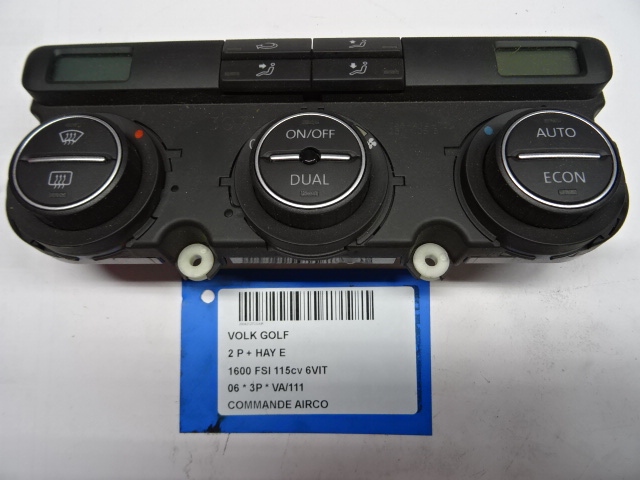 ON/OFF
DUAL
AUTO
ECON
VOLK GOLF
2 P + HAY E
1600 FSI 115cv 6VIT
06 * 3P * VA/111
COMMANDE AIRCO